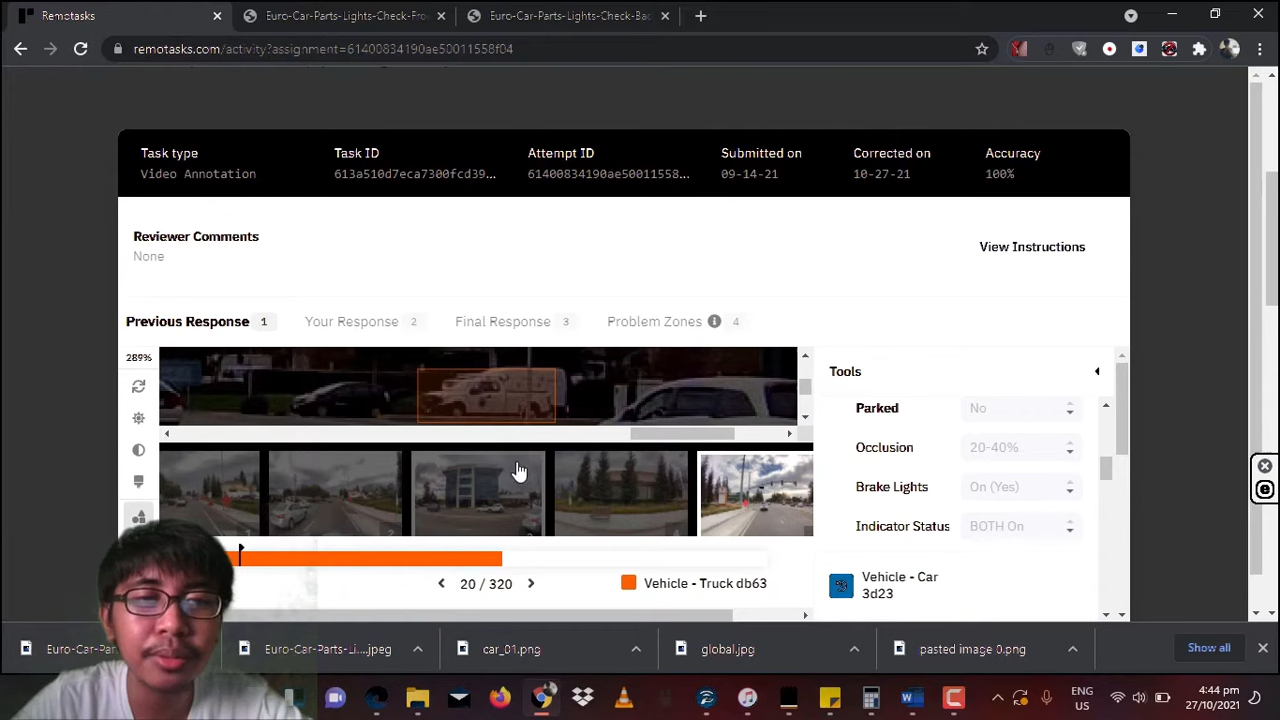 Remotasks
Euro-Car-Parts-Lights-Check-Fro
Euro-Car-Parts-Lights-Check-Bac
remotasks.com/activity?assignment=61400834190ae50011558f04
Task type
Task ID
Attempt ID
Submitted on
Corrected on
Accuracy
Video Annotation
613a510d7eca7300fcd39...
61400834190ae5001155 8...
09-14-21
10-27-21
100%
Reviewer Comments
None
View Instructions
Previous Response 1
Your Response 2
Final Response 3
Problem Zones 4
289%
Tools
Parked No
Occlusion 20-40%
Brake Lights On (Yes)
Indicator Status BOTH On
20 / 320
Vehicle - Truck db63
Vehicle - Car
3d23
Euro-Car-Pa
Euro-Car-Parts-Li....jpeg
car_01.png
global.jpg
pasted image 0.png
Show all
ENG
US
4:44 pm
27/10/2021